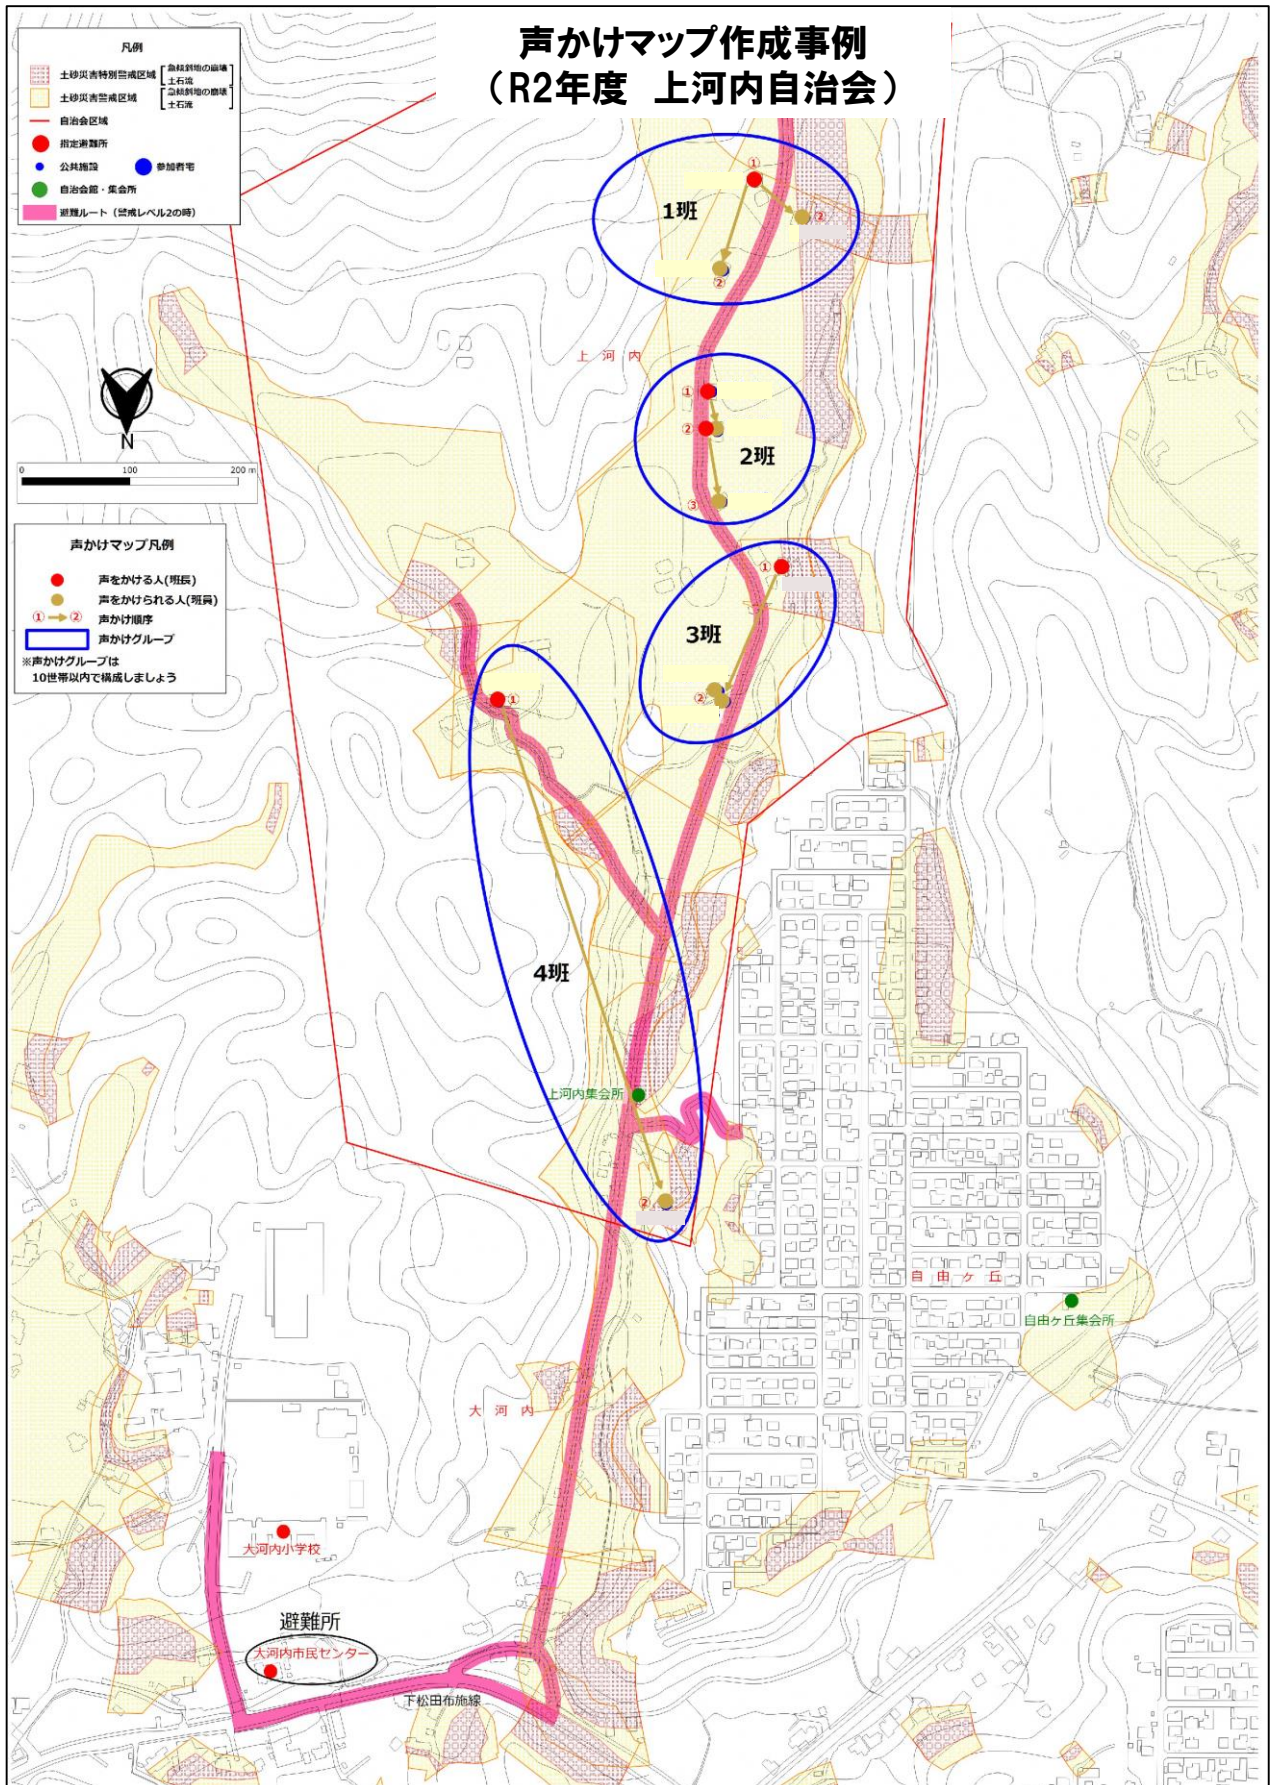 声かけマップ作成事例
（R2年度　上河内自治会）
凡例
土砂災害特別警戒区域 急傾斜地の崩壊
土石流
土砂災害警戒区域 急傾斜地の崩壊
土石流
自治会区域
指定避難所
公共施設 参加者宅
自治会館・集会所
避難ルート（警戒レベル2の時）
①
1班
②
②
上河内
N
0 100 200 m
①
②
2班
③
声かけマップ凡例
声をかける人(班長)
声をかけられる人(班員)
① ② 声かけ順序
声かけグループ
※声かけグループは
10世帯以内で構成しましょう
①
3班
②
①
4班
上河内集会所
②
自由ヶ丘
自由ヶ丘集会所
大河内
大河内小学校
避難所
大河内市民センター
下松田布施線